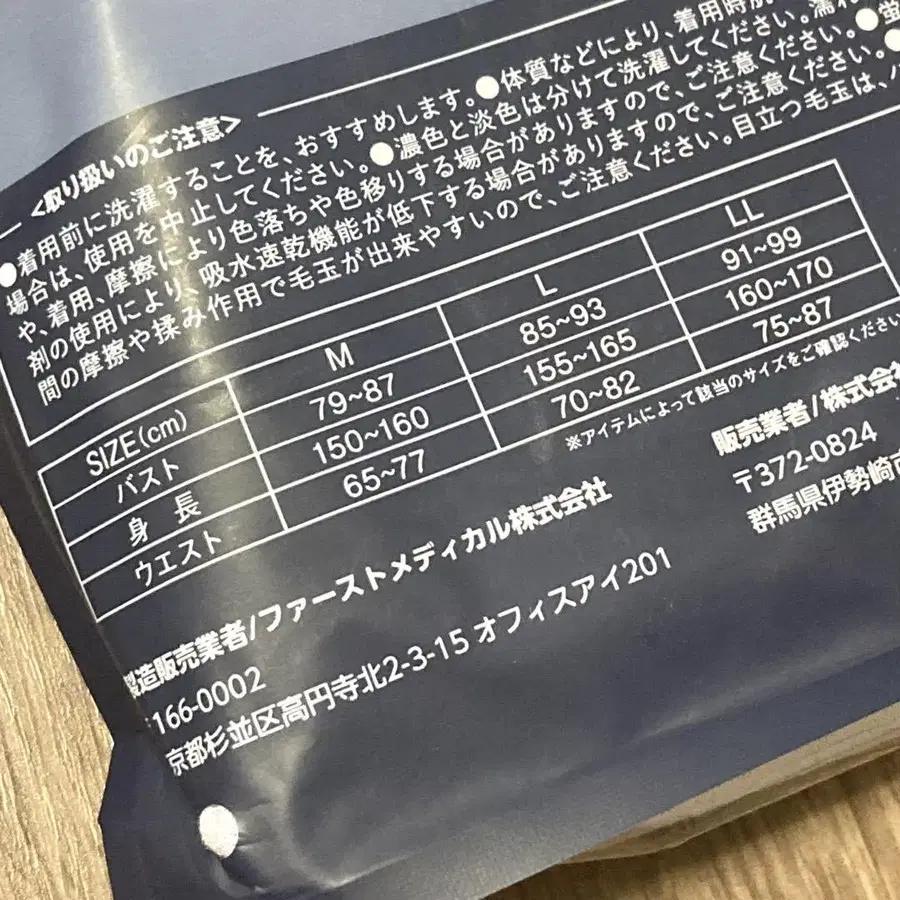 <取り扱いのご注意>
●着用前に洗濯することを、おすすめします。●体質などにより、着用時
場合は、使用を中止してください。●濃色と淡色は分けて洗濯してください。濡れ
や、着用、摩擦により色落ちや色移りする場合がありますので、ご注意ください。●蛍
剤の使用により、吸水速乾機能が低下する場合がありますので、ご注意ください。●
間の摩擦や揉み作用で毛玉が出来やすいので、ご注意ください。目立つ毛玉は、ハ
SIZE(cm) M L LL
バスト 79~87 85~93 91~99
身長 150~160 155~165 160~170
ウエスト 65~77 70~82 75~87
※アイテムによって該当のサイズをご確認ください
製造販売業者/ファーストメディカル株式会社
166-0002
京都杉並区高円寺北2-3-15 オフィスアイ201
販売業者/株式会社
〒372-0824
群馬県伊勢崎市